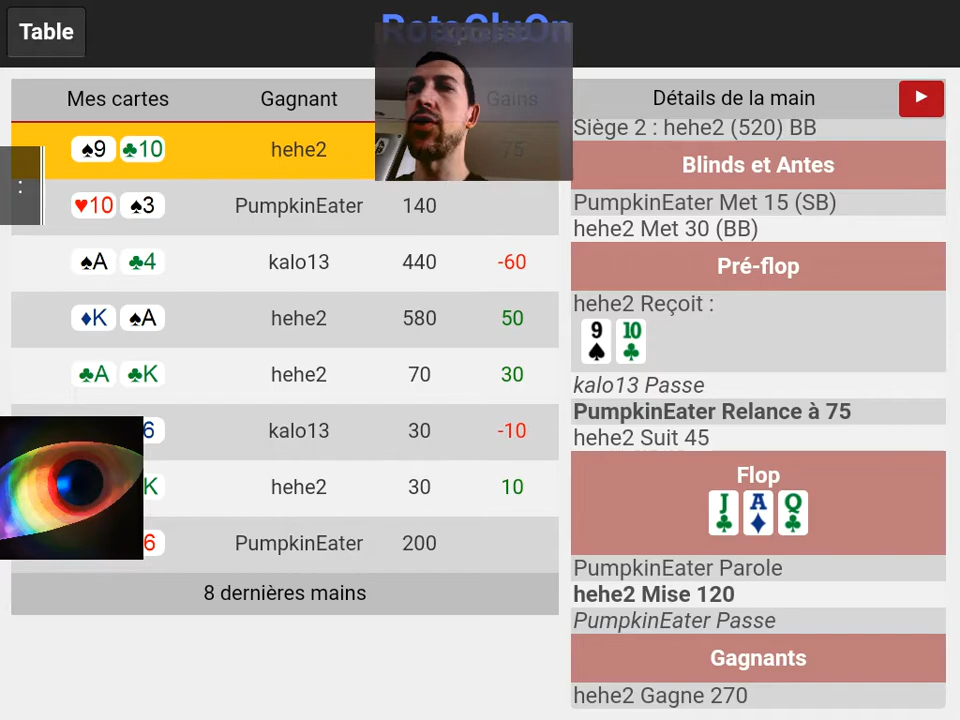 Table
RotoGluOn
Mes cartes Gagnant Gains
♠9 ♣10 hehe2 75
♥10 ♠3 PumpkinEater 140
♠A ♣4 kalo13 440 -60
♦K ♠A hehe2 580 50
♣A ♣K hehe2 70 30
6 kalo13 30 -10
K hehe2 30 10
6 PumpkinEater 200
8 dernières mains
Détails de la main
Siège 2 : hehe2 (520) BB
Blinds et Antes
PumpkinEater Met 15 (SB)
hehe2 Met 30 (BB)
Pré-flop
hehe2 Reçoit :
9♠ 10♣
kalo13 Passe
PumpkinEater Relance à 75
hehe2 Suit 45
Flop
J♣ A♦ Q♣
PumpkinEater Parole
hehe2 Mise 120
PumpkinEater Passe
Gagnants
hehe2 Gagne 270